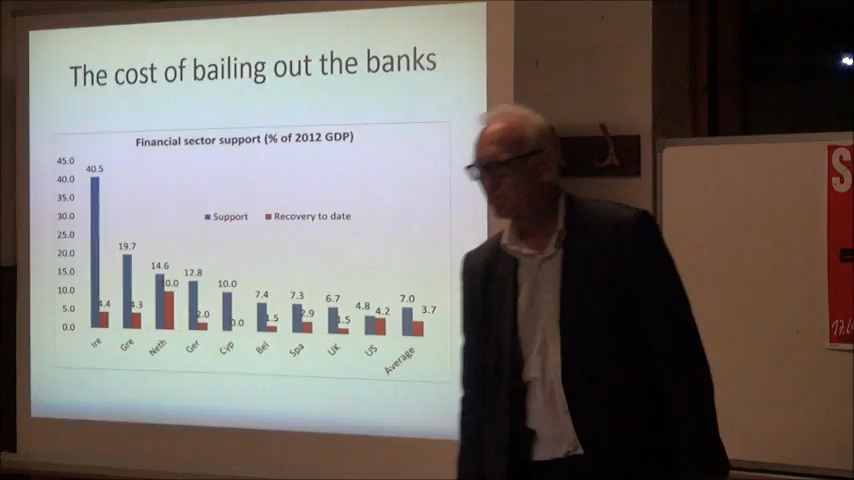 The cost of bailing out the banks
Financial sector support (% of 2012 GDP)
45.0
40.0
35.0
30.0
25.0
20.0
15.0
10.0
5.0
0.0
Support
Recovery to date
40.5
4.4
19.7
4.3
14.6
0.0
12.8
2.0
10.0
0.0
7.4
1.5
7.3
2.9
6.7
1.5
4.8
4.2
7.0
3.7
Ire
Gre
Neth
Ger
Cyp
Bel
Spa
UK
US
Average
S